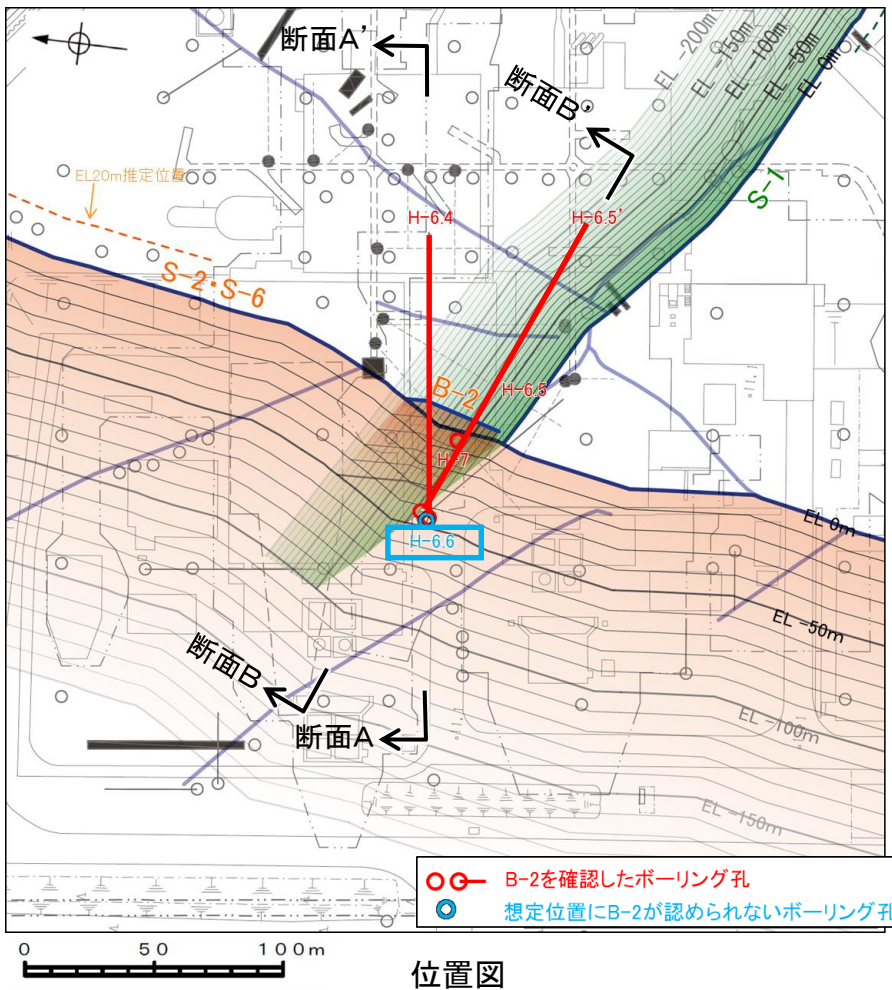 断面A’
断面B’
EL -200m
EL -150m
EL -100m
EL -50m
EL 0m
EL20m推定位置
S-1
H-6.4
H-6.5’
S-2・S-6
B-2
H-6.5
H-7
H-6.6
EL 0m
EL -50m
断面B
断面A
EL -100m
EL -150m
B-2を確認したボーリング孔
想定位置にB-2が認められないボーリング孔
0 50 100m
位置図